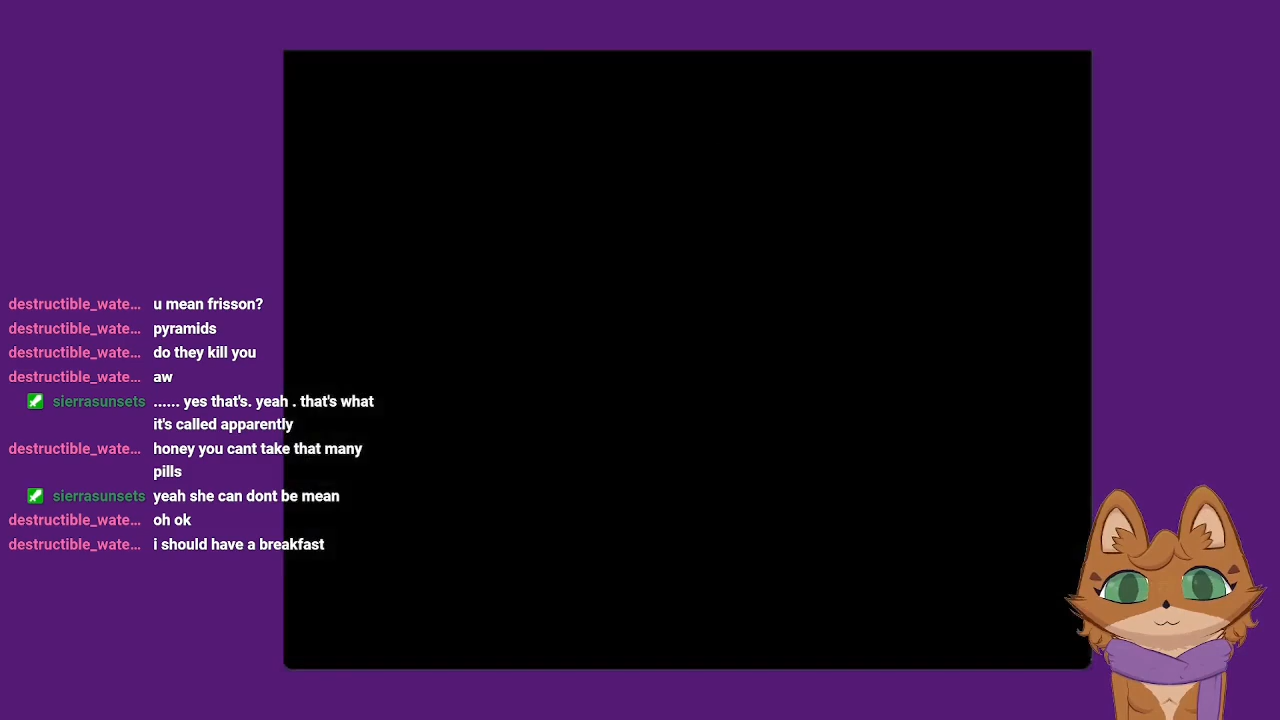 destructible_wate... u mean frisson?
destructible_wate... pyramids
destructible_wate... do they kill you
destructible_wate... aw
sierrasunsets ...... yes that's. yeah . that's what
it's called apparently
destructible_wate... honey you cant take that many
pills
sierrasunsets yeah she can dont be mean
destructible_wate... oh ok
destructible_wate... i should have a breakfast